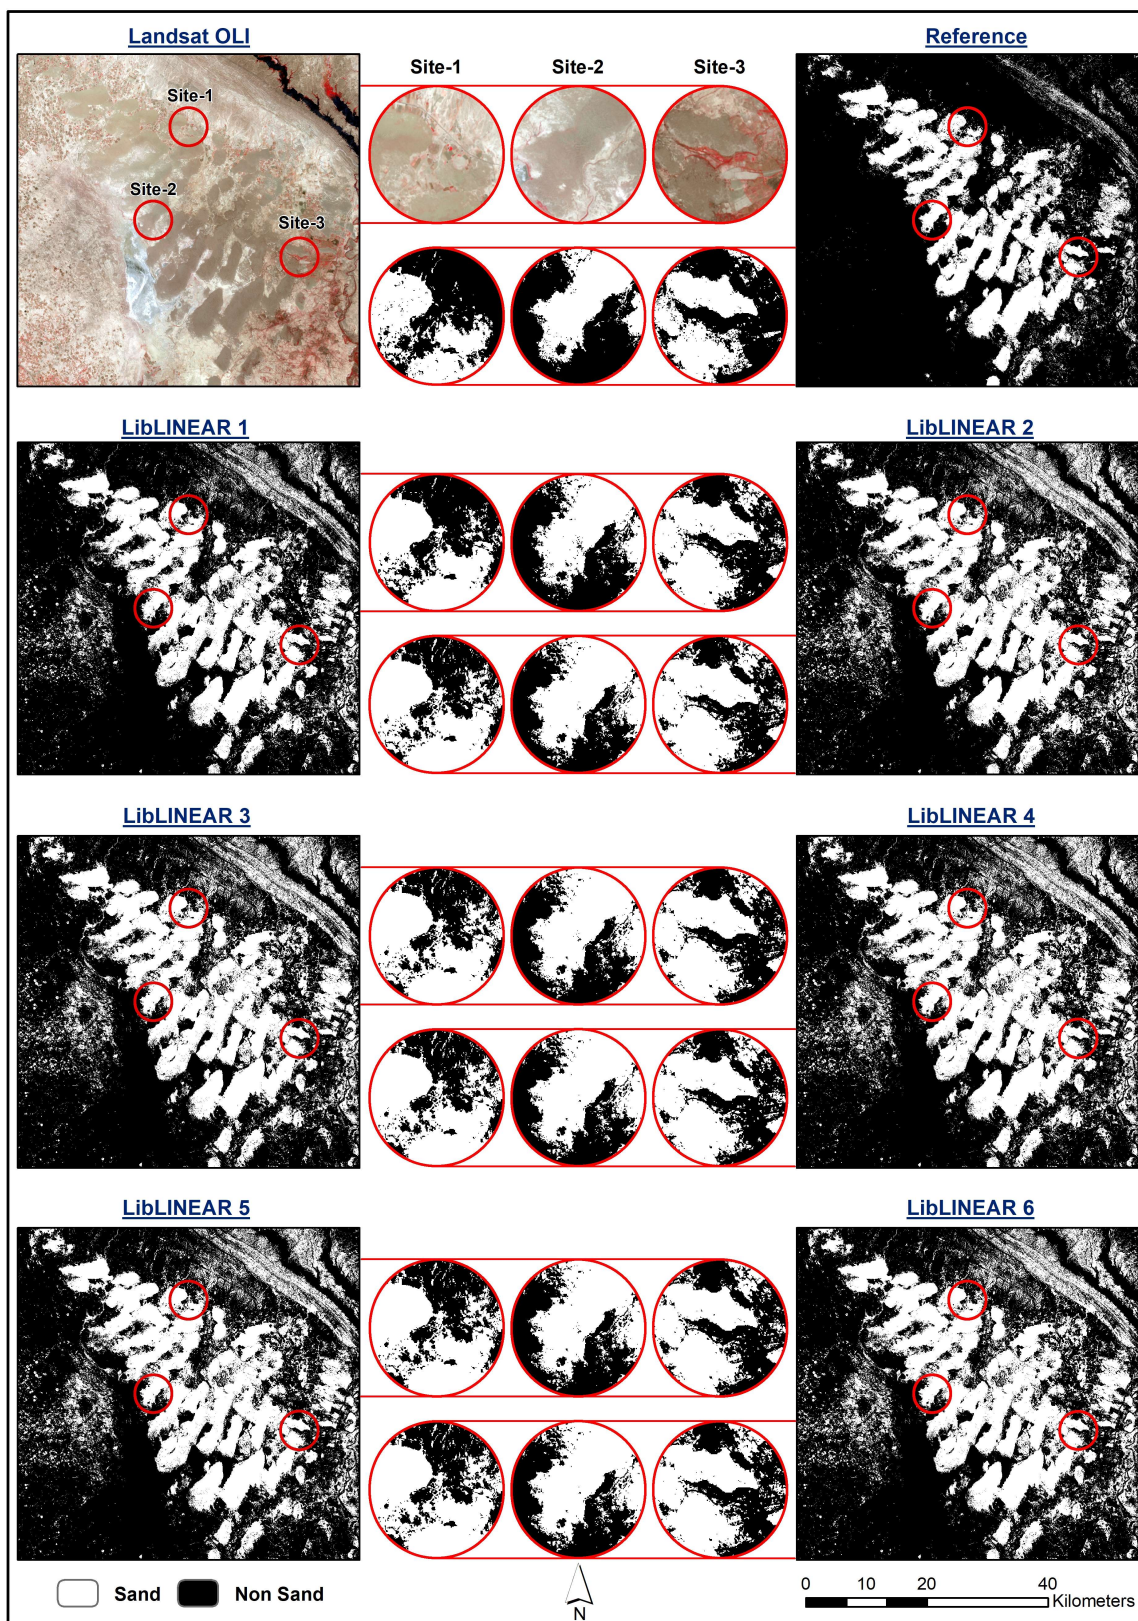 Landsat OLI
Reference
Site-1
Site-2
Site-3
Site-1
Site-2
Site-3
LibLINEAR 1
LibLINEAR 2
LibLINEAR 3
LibLINEAR 4
LibLINEAR 5
LibLINEAR 6
Sand
Non Sand
N
0 10 20 40
Kilometers